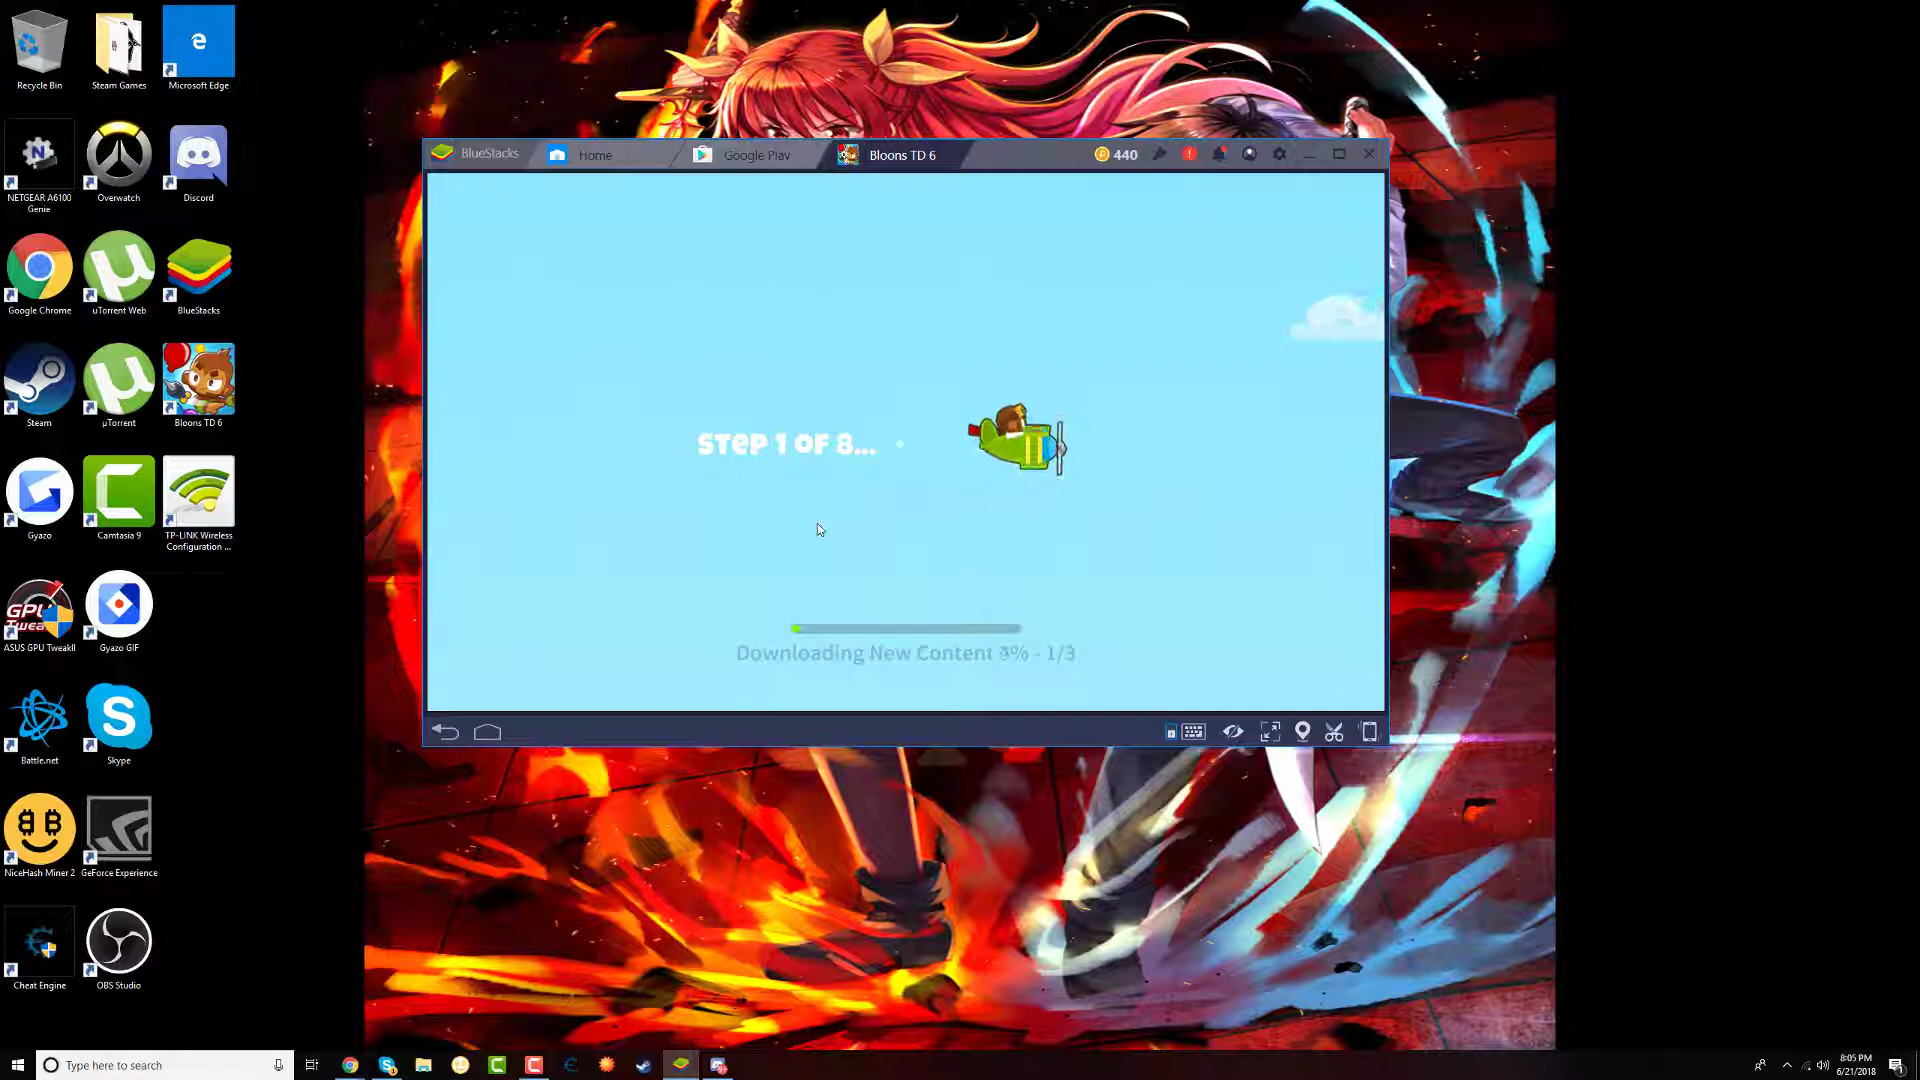 Recycle Bin
Steam Games
Microsoft Edge
NETGEAR A6100 Genie
Overwatch
Discord
Google Chrome
uTorrent Web
BlueStacks
Steam
µTorrent
Bloons TD 6
Gyazo
Camtasia 9
TP-LINK Wireless Configuration ...
ASUS GPU TweakII
Gyazo GIF
Battle.net
Skype
NiceHash Miner 2
GeForce Experience
Cheat Engine
OBS Studio
BlueStacks
Home
Google Play
Bloons TD 6
440
Step 1 of 8...
Downloading New Content - 1/3
Type here to search
8:05 PM
6/21/2018